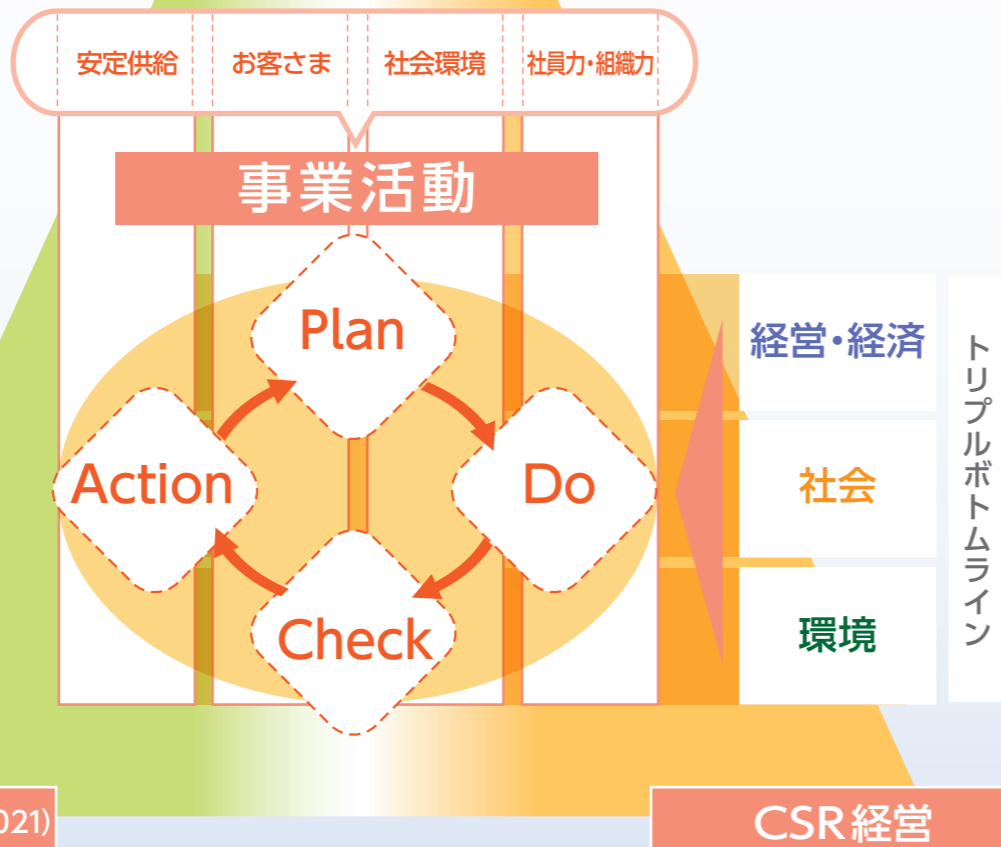 安定供給
お客さま
社会環境
社員力・組織力
事業活動
Plan
Do
Check
Action
経営・経済
社会
環境
トリプルボトムライン
021)
CSR経営